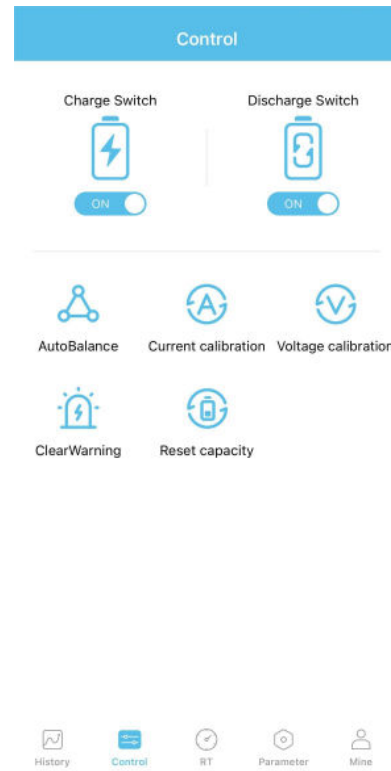 Control
Charge Switch Discharge Switch
ON ON
AutoBalance Current calibration Voltage calibration
ClearWarning Reset capacity
History Control RT Parameter Mine